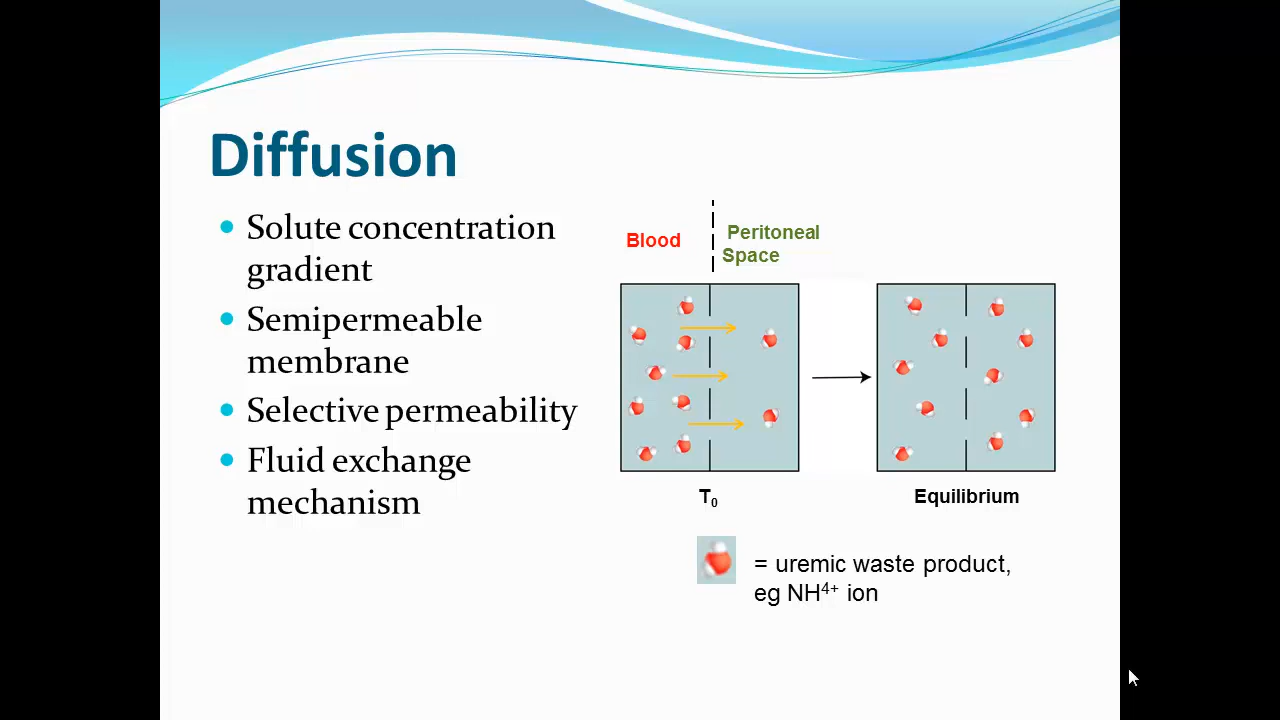 Diffusion
Solute concentration
gradient
Semipermeable
membrane
Selective permeability
Fluid exchange
mechanism
Blood
Peritoneal
Space
T₀
Equilibrium
= uremic waste product,
eg NH⁴⁺ ion